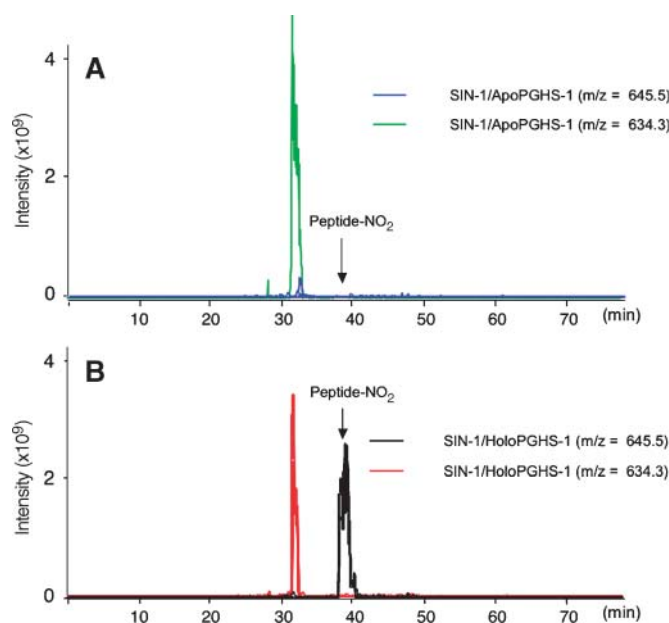 A
4
2
0
Intensity (x10⁹)
SIN-1/ApoPGHS-1 (m/z = 645.5)
SIN-1/ApoPGHS-1 (m/z = 634.3)
Peptide-NO₂
10 20 30 40 50 60 70 (min)
B
4
2
0
Intensity (x10⁹)
Peptide-NO₂
SIN-1/HoloPGHS-1 (m/z = 645.5)
SIN-1/HoloPGHS-1 (m/z = 634.3)
10 20 30 40 50 60 70 (min)